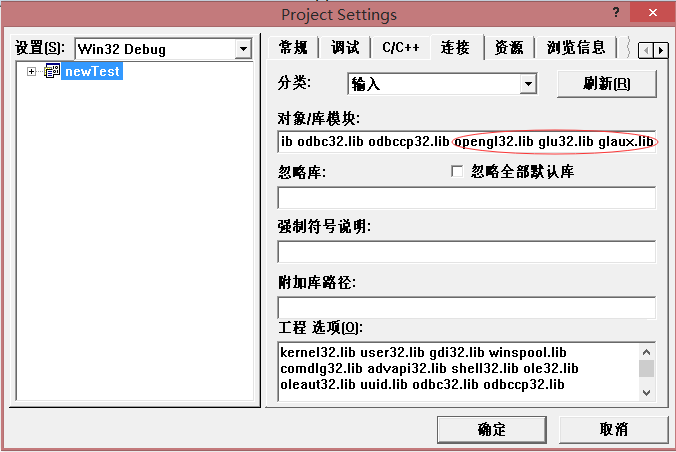 Project Settings
? ×
设置[S]: Win32 Debug
newTest
常规 调试 C/C++ 连接 资源 浏览信息
分类: 输入 刷新[R]
对象/库模块:
ib odbc32.lib odbccp32.lib opengl32.lib glu32.lib glaux.lib
忽略库: 忽略全部默认库
强制符号说明:
附加库路径:
工程 选项[O]:
kernel32.lib user32.lib gdi32.lib winspool.lib
comdlg32.lib advapi32.lib shell32.lib ole32.lib
oleaut32.lib uuid.lib odbc32.lib odbccp32.lib
确定 取消